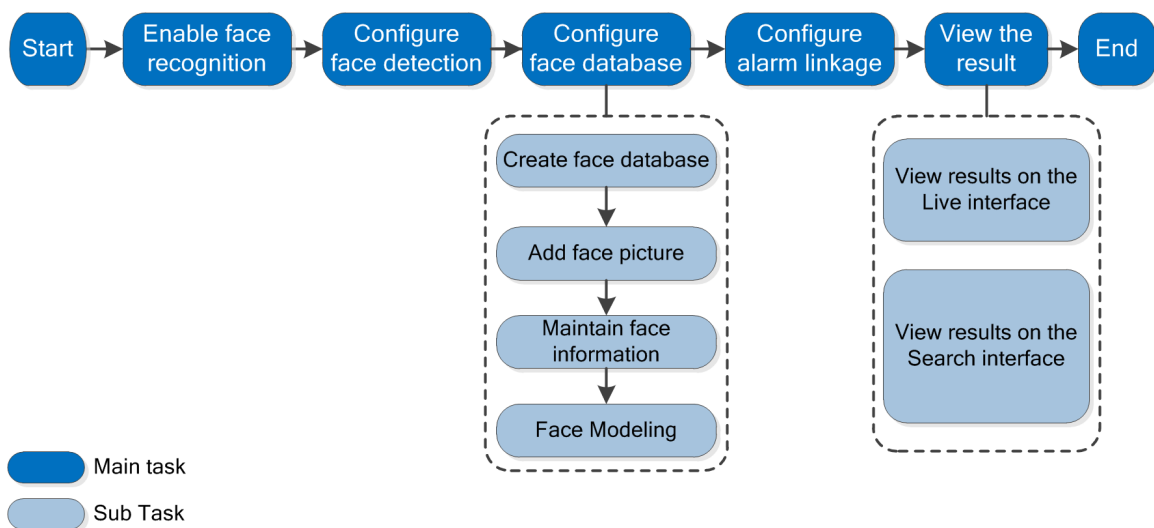 Start
Enable face
recognition
Configure
face detection
Configure
face database
Configure
alarm linkage
View the
result
End
Create face database
Add face picture
Maintain face
information
Face Modeling
View results on the
Live interface
View results on the
Search interface
Main task
Sub Task